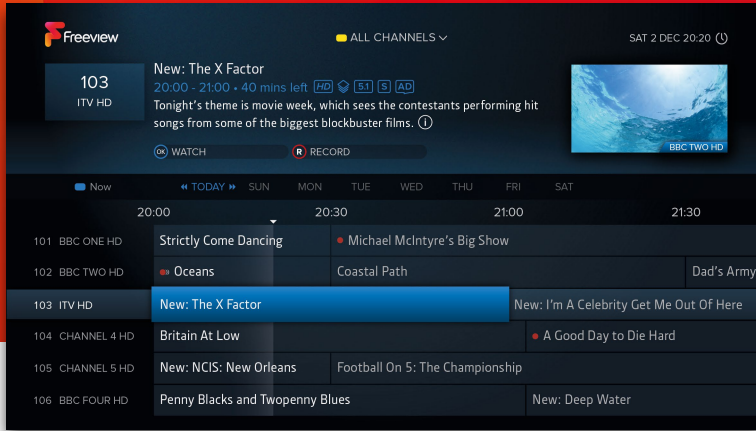 Freeview
ALL CHANNELS
SAT 2 DEC 20:20
103
ITV HD
New: The X Factor
20:00 - 21:00 • 40 mins left HD 5.1 S AD
Tonight's theme is movie week, which sees the contestants performing hit
songs from some of the biggest blockbuster films. i
OK WATCH
R RECORD
BBC TWO HD
Now
TODAY SUN MON TUE WED THU FRI SAT
20:00 20:30 21:00 21:30
101 BBC ONE HD Strictly Come Dancing Michael McIntyre's Big Show
102 BBC TWO HD Oceans Coastal Path Dad's Army
103 ITV HD New: The X Factor New: I'm A Celebrity Get Me Out Of Here
104 CHANNEL 4 HD Britain At Low A Good Day to Die Hard
105 CHANNEL 5 HD New: NCIS: New Orleans Football On 5: The Championship
106 BBC FOUR HD Penny Blacks and Twopenny Blues New: Deep Water